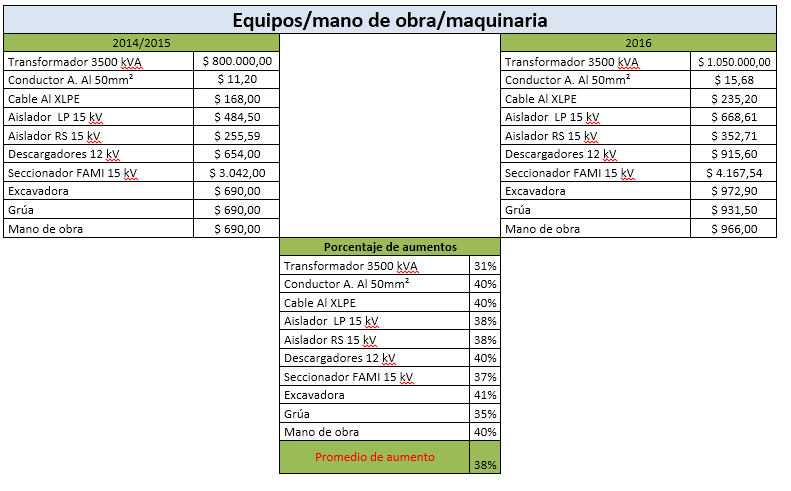 Equipos/mano de obra/maquinaria
2014/2015
Transformador 3500 kVA $ 800.000,00
Conductor A. Al 50mm² $ 11,20
Cable Al XLPE $ 168,00
Aislador LP 15 kV $ 484,50
Aislador RS 15 kV $ 255,59
Descargadores 12 kV $ 654,00
Seccionador FAMI 15 kV $ 3.042,00
Excavadora $ 690,00
Grúa $ 690,00
Mano de obra $ 690,00
2016
Transformador 3500 kVA $ 1.050.000,00
Conductor A. Al 50mm² $ 15,68
Cable Al XLPE $ 235,20
Aislador LP 15 kV $ 668,61
Aislador RS 15 kV $ 352,71
Descargadores 12 kV $ 915,60
Seccionador FAMI 15 kV $ 4.167,54
Excavadora $ 972,90
Grúa $ 931,50
Mano de obra $ 966,00
Porcentaje de aumentos
Transformador 3500 kVA 31%
Conductor A. Al 50mm² 40%
Cable Al XLPE 40%
Aislador LP 15 kV 38%
Aislador RS 15 kV 38%
Descargadores 12 kV 40%
Seccionador FAMI 15 kV 37%
Excavadora 41%
Grúa 35%
Mano de obra 40%
Promedio de aumento 38%